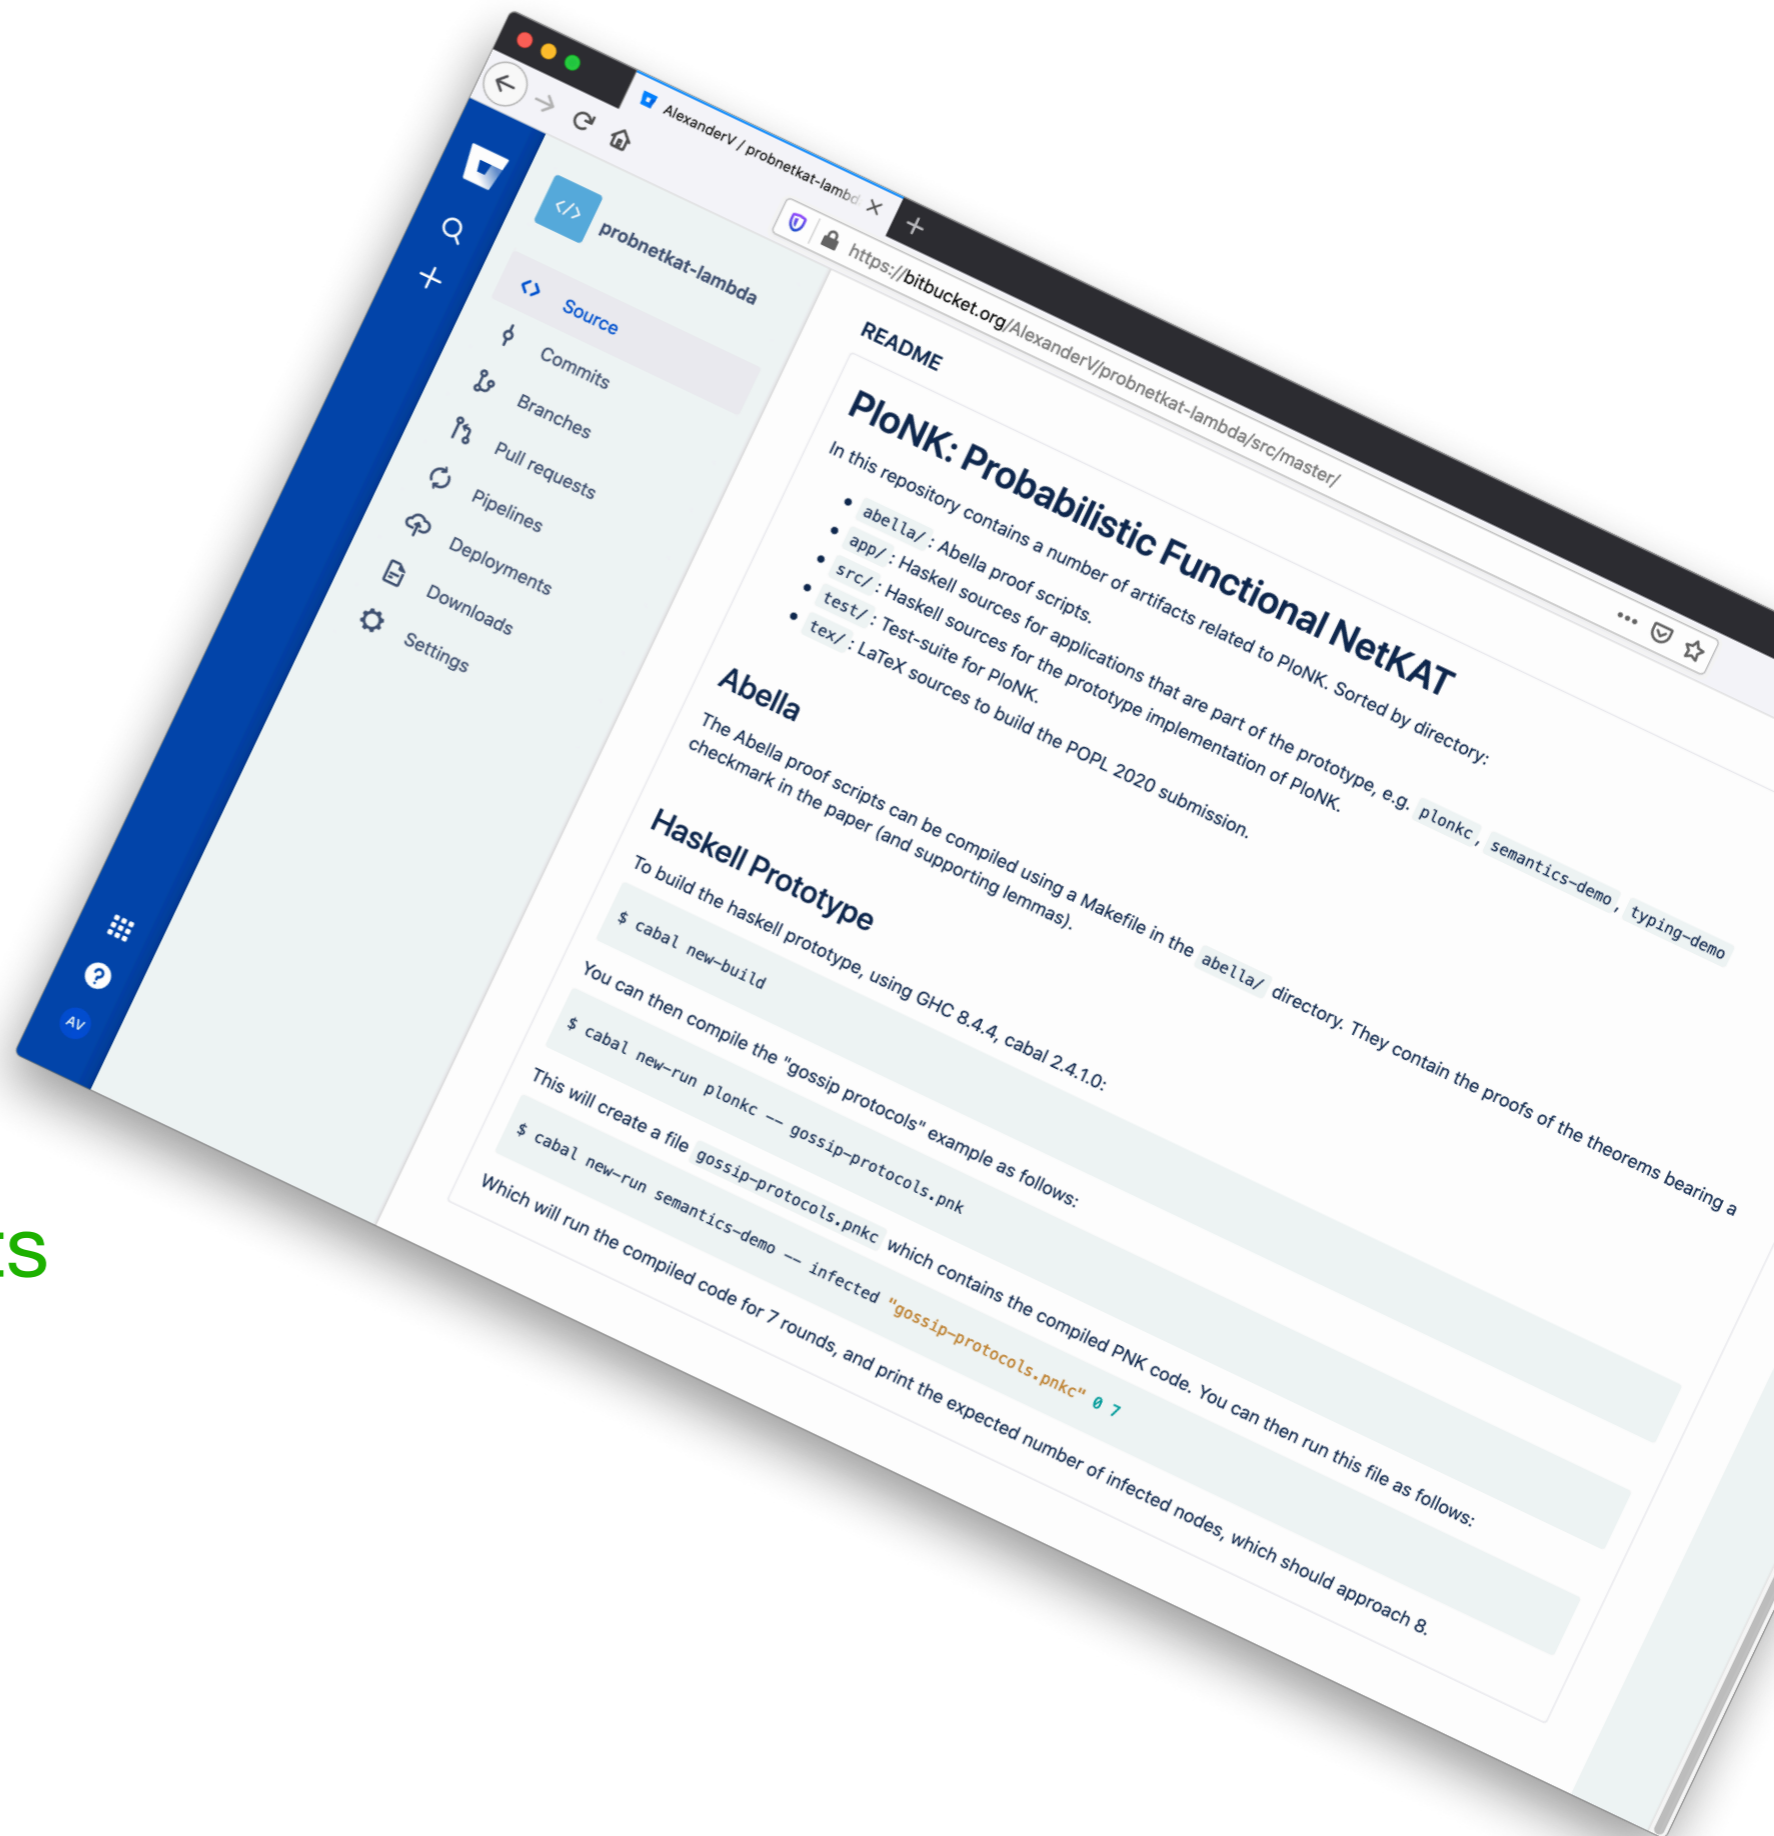 AlexanderV / probnetkat-lambd
https://bitbucket.org/AlexanderV/probnetkat-lambda/src/master/
probnetkat-lambda
Source
Commits
Branches
Pull requests
Pipelines
Deployments
Downloads
Settings
AV
README
PloNK: Probabilistic Functional NetKAT
In this repository contains a number of artifacts related to PloNK. Sorted by directory:
• abella/ : Abella proof scripts.
• app/ : Haskell sources for applications that are part of the prototype, e.g. plonkc, semantics-demo, typing-demo
• src/ : Haskell sources for the prototype implementation of PloNK.
• test/ : Test-suite for PloNK.
• tex/ : LaTeX sources to build the POPL 2020 submission.
Abella
The Abella proof scripts can be compiled using a Makefile in the abella/ directory. They contain the proofs of the theorems bearing a
checkmark in the paper (and supporting lemmas).
Haskell Prototype
To build the haskell prototype, using GHC 8.4.4, cabal 2.4.1.0:
$ cabal new-build
You can then compile the "gossip protocols" example as follows:
$ cabal new-run plonkc -- gossip-protocols.pnk
This will create a file gossip-protocols.pnkc which contains the compiled PNK code. You can then run this file as follows:
$ cabal new-run semantics-demo -- infected "gossip-protocols.pnkc" 0 7
Which will run the compiled code for 7 rounds, and print the expected number of infected nodes, which should approach 8.